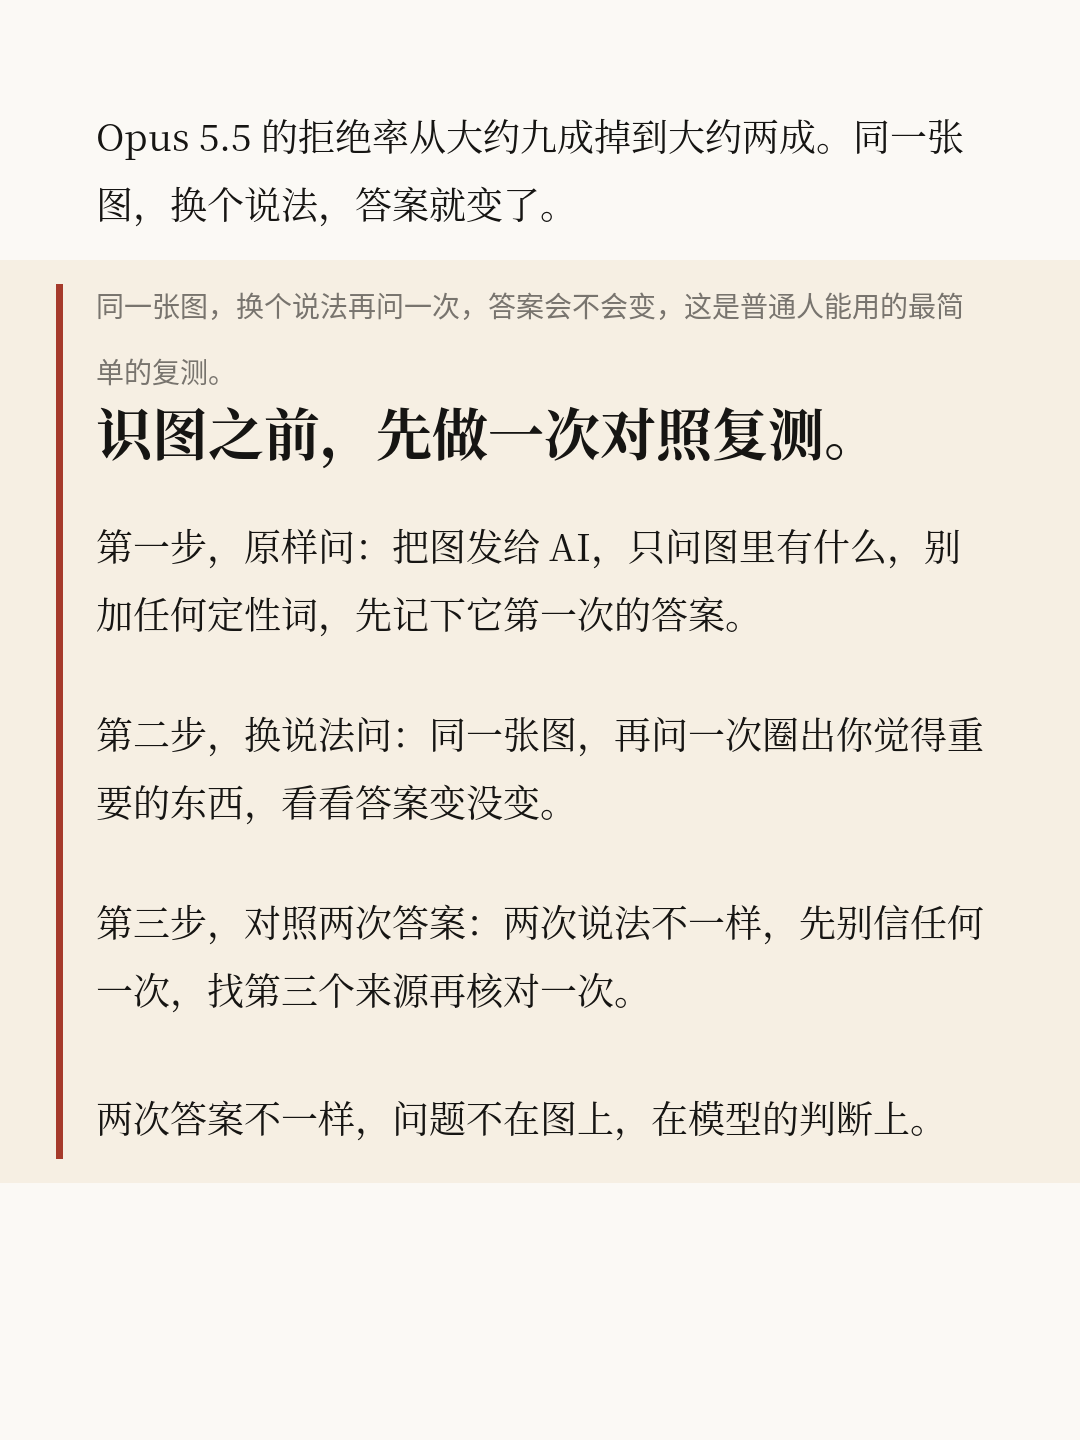 Opus 5.5 的拒绝率从大约九成掉到大约两成。同一张
图，换个说法，答案就变了。
同一张图，换个说法再问一次，答案会不会变，这是普通人能用的最简
单的复测。
识图之前，先做一次对照复测。
第一步，原样问：把图发给 AI，只问图里有什么，别
加任何定性词，先记下它第一次的答案。
第二步，换说法问：同一张图，再问一次圈出你觉得重
要的东西，看看答案变没变。
第三步，对照两次答案：两次说法不一样，先别信任何
一次，找第三个来源再核对一次。
两次答案不一样，问题不在图上，在模型的判断上。